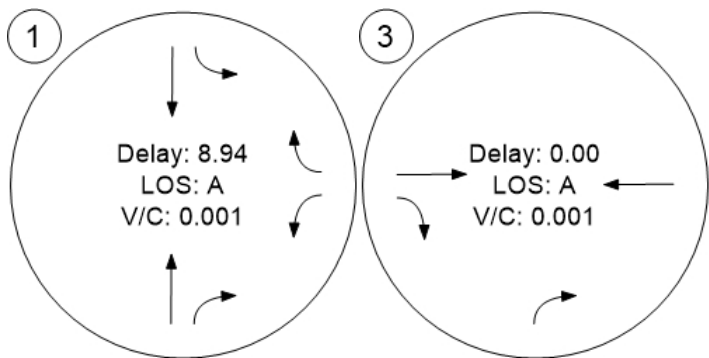 1
Delay: 8.94
LOS: A
V/C: 0.001
3
Delay: 0.00
LOS: A
V/C: 0.001